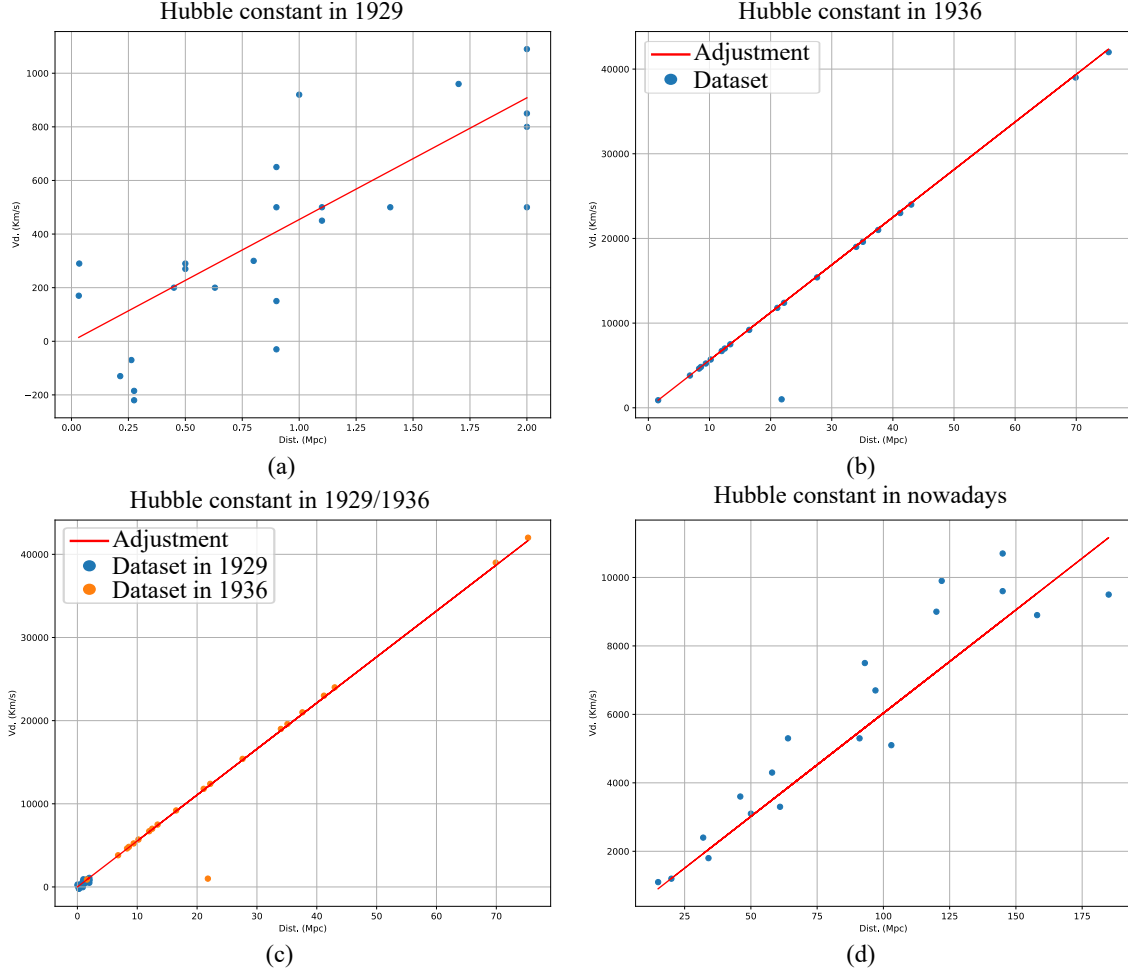 Hubble constant in 1929
1000
800
600
400
200
0
−200
Vd. (Km/s)
0.00 0.25 0.50 0.75 1.00 1.25 1.50 1.75 2.00
Dist. (Mpc)
(a)
Hubble constant in 1936
Adjustment
Dataset
40000
30000
20000
10000
0
Vd. (Km/s)
0 10 20 30 40 50 60 70
Dist. (Mpc)
(b)
Hubble constant in 1929/1936
Adjustment
Dataset in 1929
Dataset in 1936
40000
30000
20000
10000
0
Vd. (Km/s)
0 10 20 30 40 50 60 70
Dist. (Mpc)
(c)
Hubble constant in nowadays
10000
8000
6000
4000
2000
Vd. (Km/s)
25 50 75 100 125 150 175
Dist. (Mpc)
(d)